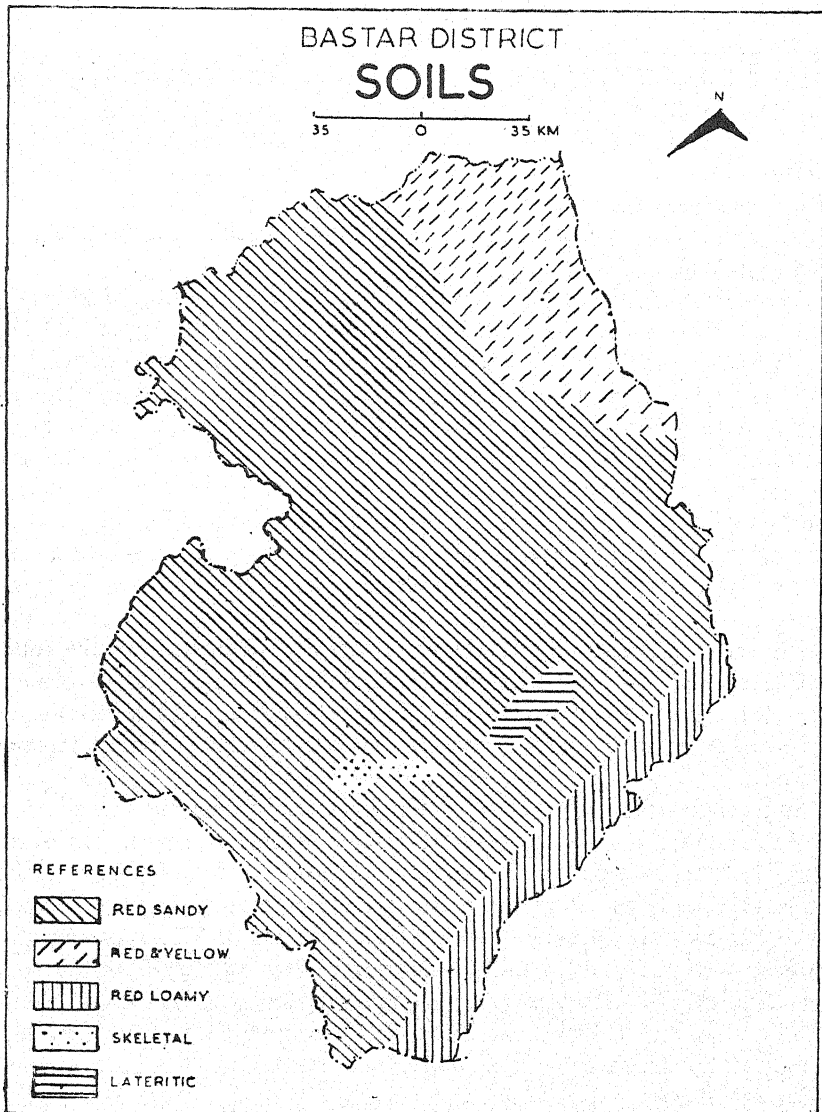 BASTAR DISTRICT
SOILS
35 0 35 KM
N
REFERENCES
RED SANDY
RED & YELLOW
RED LOAMY
SKELETAL
LATERITIC